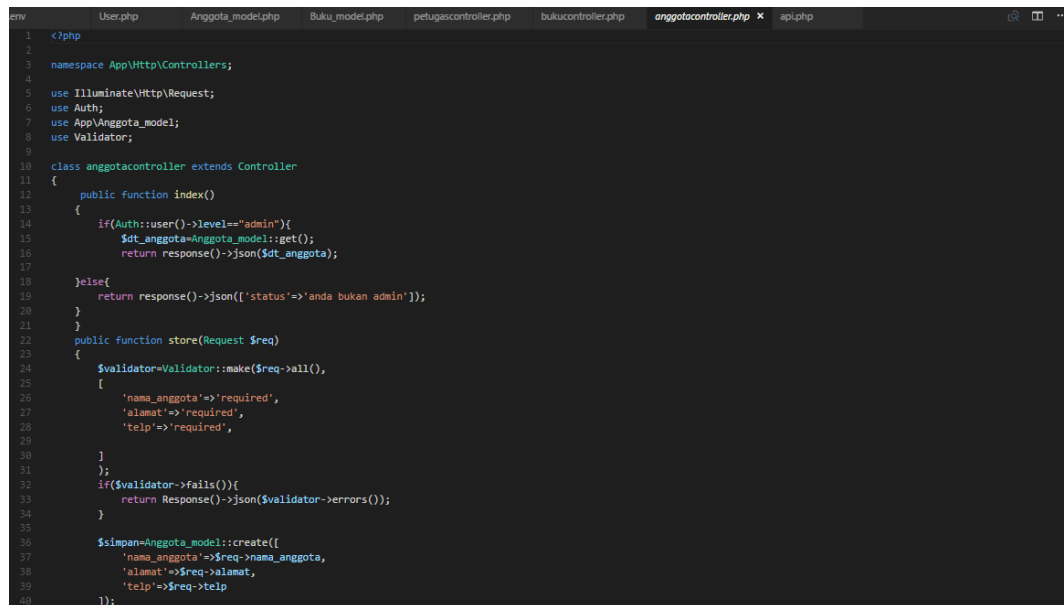 .env User.php Anggota_model.php Buku_model.php petugascontroller.php bukucontroller.php anggotacontroller.php × api.php
1 <?php
2
3 namespace App\Http\Controllers;
4
5 use Illuminate\Http\Request;
6 use Auth;
7 use App\Anggota_model;
8 use Validator;
9
10 class anggotacontroller extends Controller
11 {
12 public function index()
13 {
14 if(Auth::user()->level=="admin"){
15 $dt_anggota=Anggota_model::get();
16 return response()->json($dt_anggota);
17
18 }else{
19 return response()->json(['status'=>'anda bukan admin']);
20 }
21 }
22 public function store(Request $req)
23 {
24 $validator=Validator::make($req->all(),
25 [
26 'nama_anggota'=>'required',
27 'alamat'=>'required',
28 'telp'=>'required',
29
30 ]
31 );
32 if($validator->fails()){
33 return Response()->json($validator->errors());
34 }
35
36 $simpan=Anggota_model::create([
37 'nama_anggota'=>$req->nama_anggota,
38 'alamat'=>$req->alamat,
39 'telp'=>$req->telp
40 ]);